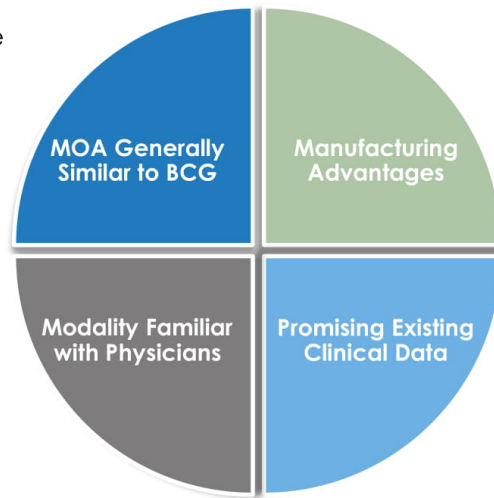 e
MOA Generally
Similar to BCG
Manufacturing
Advantages
Modality Familiar
with Physicians
Promising Existing
Clinical Data